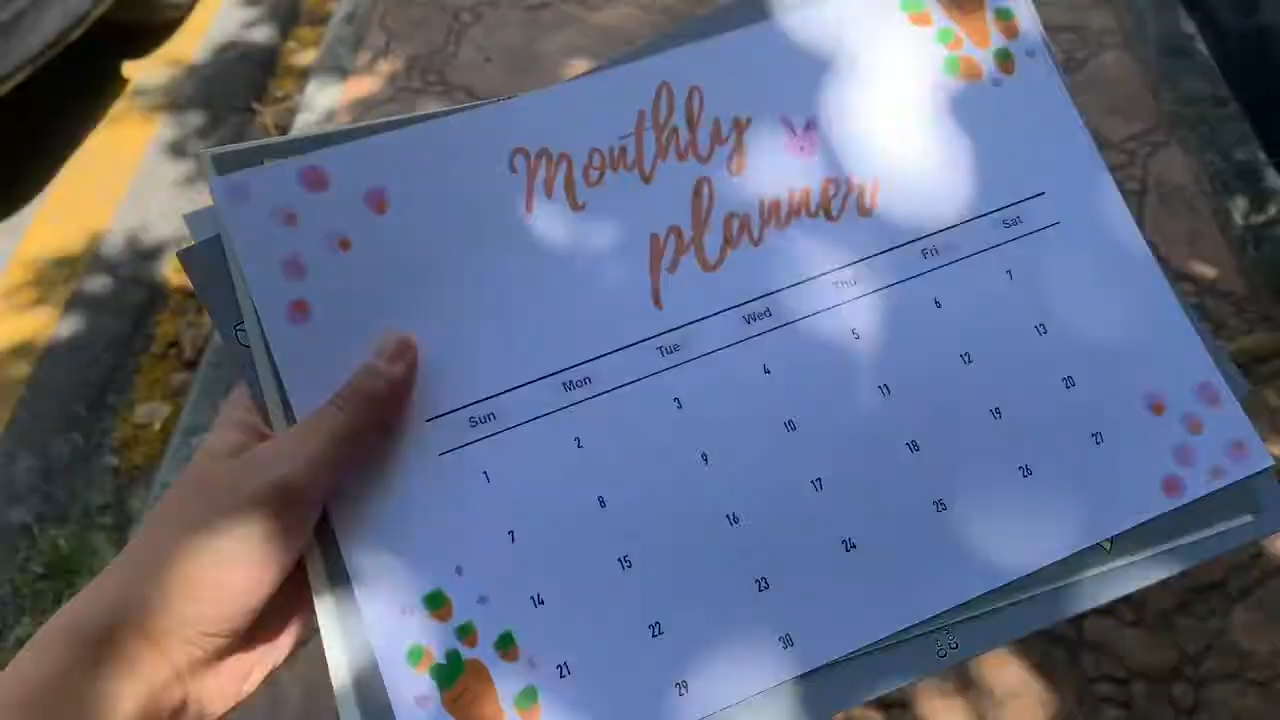 Monthly
planner
Sun Mon Tue Wed Thu Fri Sat
1 2 3 4 5 6 7
7 8 9 10 11 12 13
14 15 16 17 18 19 20
21 22 23 24 25 26 27
29 30